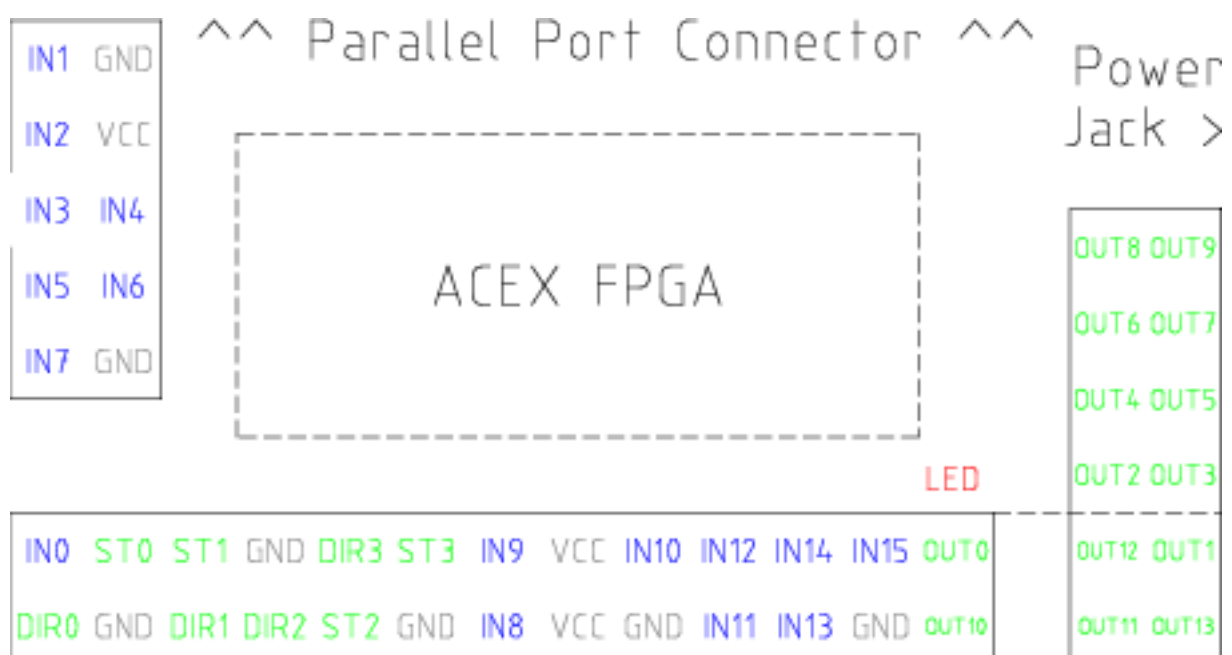 ^^ Parallel Port Connector ^^
Power
Jack >
IN1 GND
IN2 VCC
IN3 IN4
IN5 IN6
IN7 GND
ACEX FPGA
OUT8 OUT9
OUT6 OUT7
OUT4 OUT5
OUT2 OUT3
LED
IN0 ST0 ST1 GND DIR3 ST3 IN9 VCC IN10 IN12 IN14 IN15 OUT0
DIR0 GND DIR1 DIR2 ST2 GND IN8 VCC GND IN11 IN13 GND OUT10
OUT12 OUT1
OUT11 OUT13